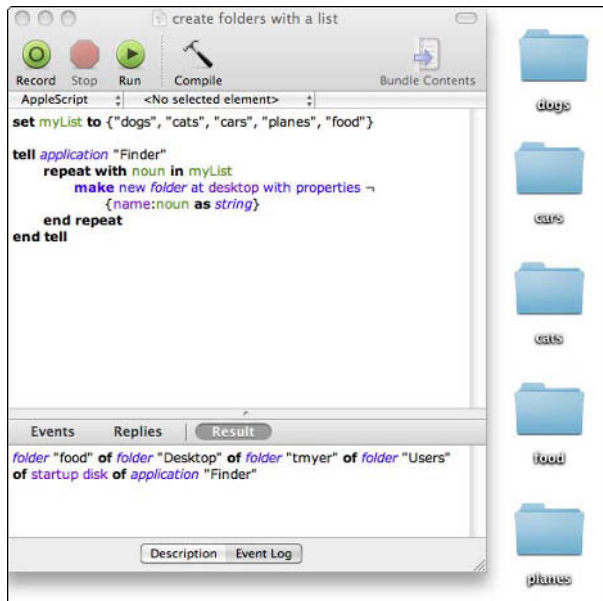 create folders with a list
Record Stop Run Compile Bundle Contents
AppleScript <No selected element>
set myList to {"dogs", "cats", "cars", "planes", "food"}
tell application "Finder"
repeat with noun in myList
make new folder at desktop with properties ¬
{name:noun as string}
end repeat
end tell
Events Replies Result
folder "food" of folder "Desktop" of folder "tmyer" of folder "Users"
of startup disk of application "Finder"
Description Event Log
dogs
cars
cats
food
planes